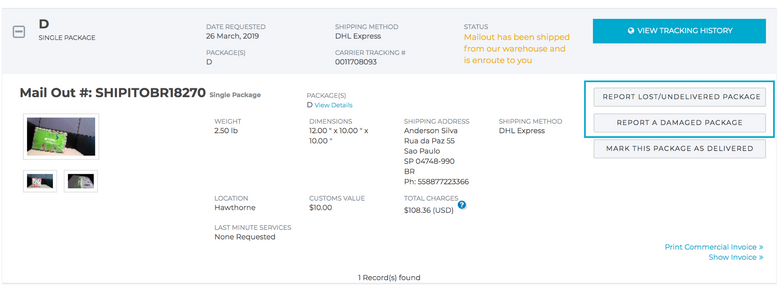 D
SINGLE PACKAGE
DATE REQUESTED
26 March, 2019
PACKAGE(S)
D
SHIPPING METHOD
DHL Express
CARRIER TRACKING #
0011708093
STATUS
Mailout has been shipped
from our warehouse and
is enroute to you
VIEW TRACKING HISTORY
Mail Out #: SHIPITOBR18270 Single Package
PACKAGE(S)
D View Details
WEIGHT
2.50 lb
DIMENSIONS
12.00 " x 10.00 " x
10.00 "
SHIPPING ADDRESS
Anderson Silva
Rua da Paz 55
Sao Paulo
SP 04748-990
BR
Ph: 558877223366
SHIPPING METHOD
DHL Express
LOCATION
Hawthorne
CUSTOMS VALUE
$10.00
TOTAL CHARGES
$108.36 (USD) ?
LAST MINUTE SERVICES
None Requested
REPORT LOST/UNDELIVERED PACKAGE
REPORT A DAMAGED PACKAGE
MARK THIS PACKAGE AS DELIVERED
Print Commercial Invoice »
Show Invoice »
1 Record(s) found